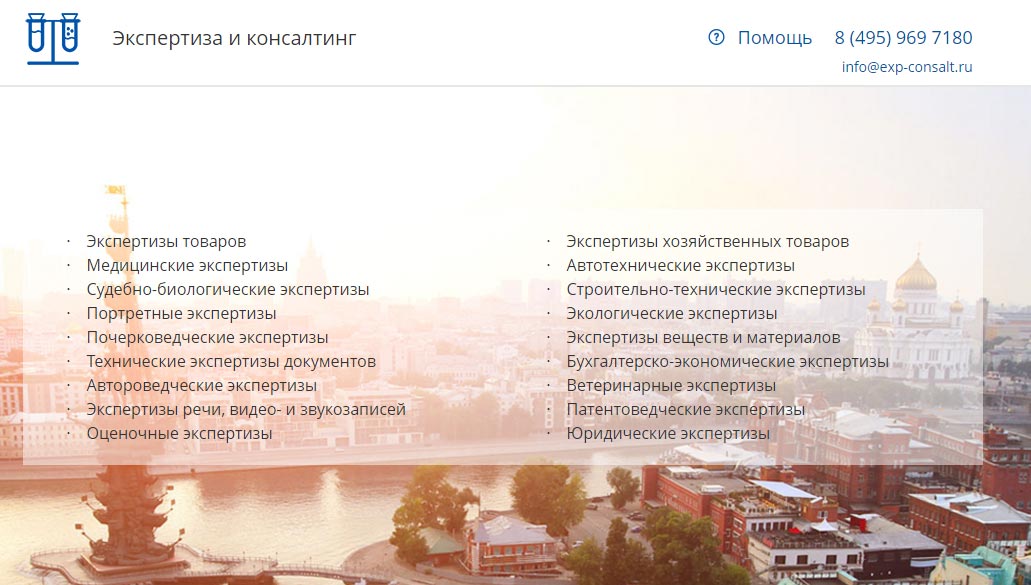 Экспертиза и консалтинг
? Помощь 8 (495) 969 7180
info@exp-consalt.ru
· Экспертизы товаров
· Медицинские экспертизы
· Судебно-биологические экспертизы
· Портретные экспертизы
· Почерковедческие экспертизы
· Технические экспертизы документов
· Автороведческие экспертизы
· Экспертизы речи, видео- и звукозаписей
· Оценочные экспертизы
· Экспертизы хозяйственных товаров
· Автотехнические экспертизы
· Строительно-технические экспертизы
· Экологические экспертизы
· Экспертизы веществ и материалов
· Бухгалтерско-экономические экспертизы
· Ветеринарные экспертизы
· Патентоведческие экспертизы
· Юридические экспертизы